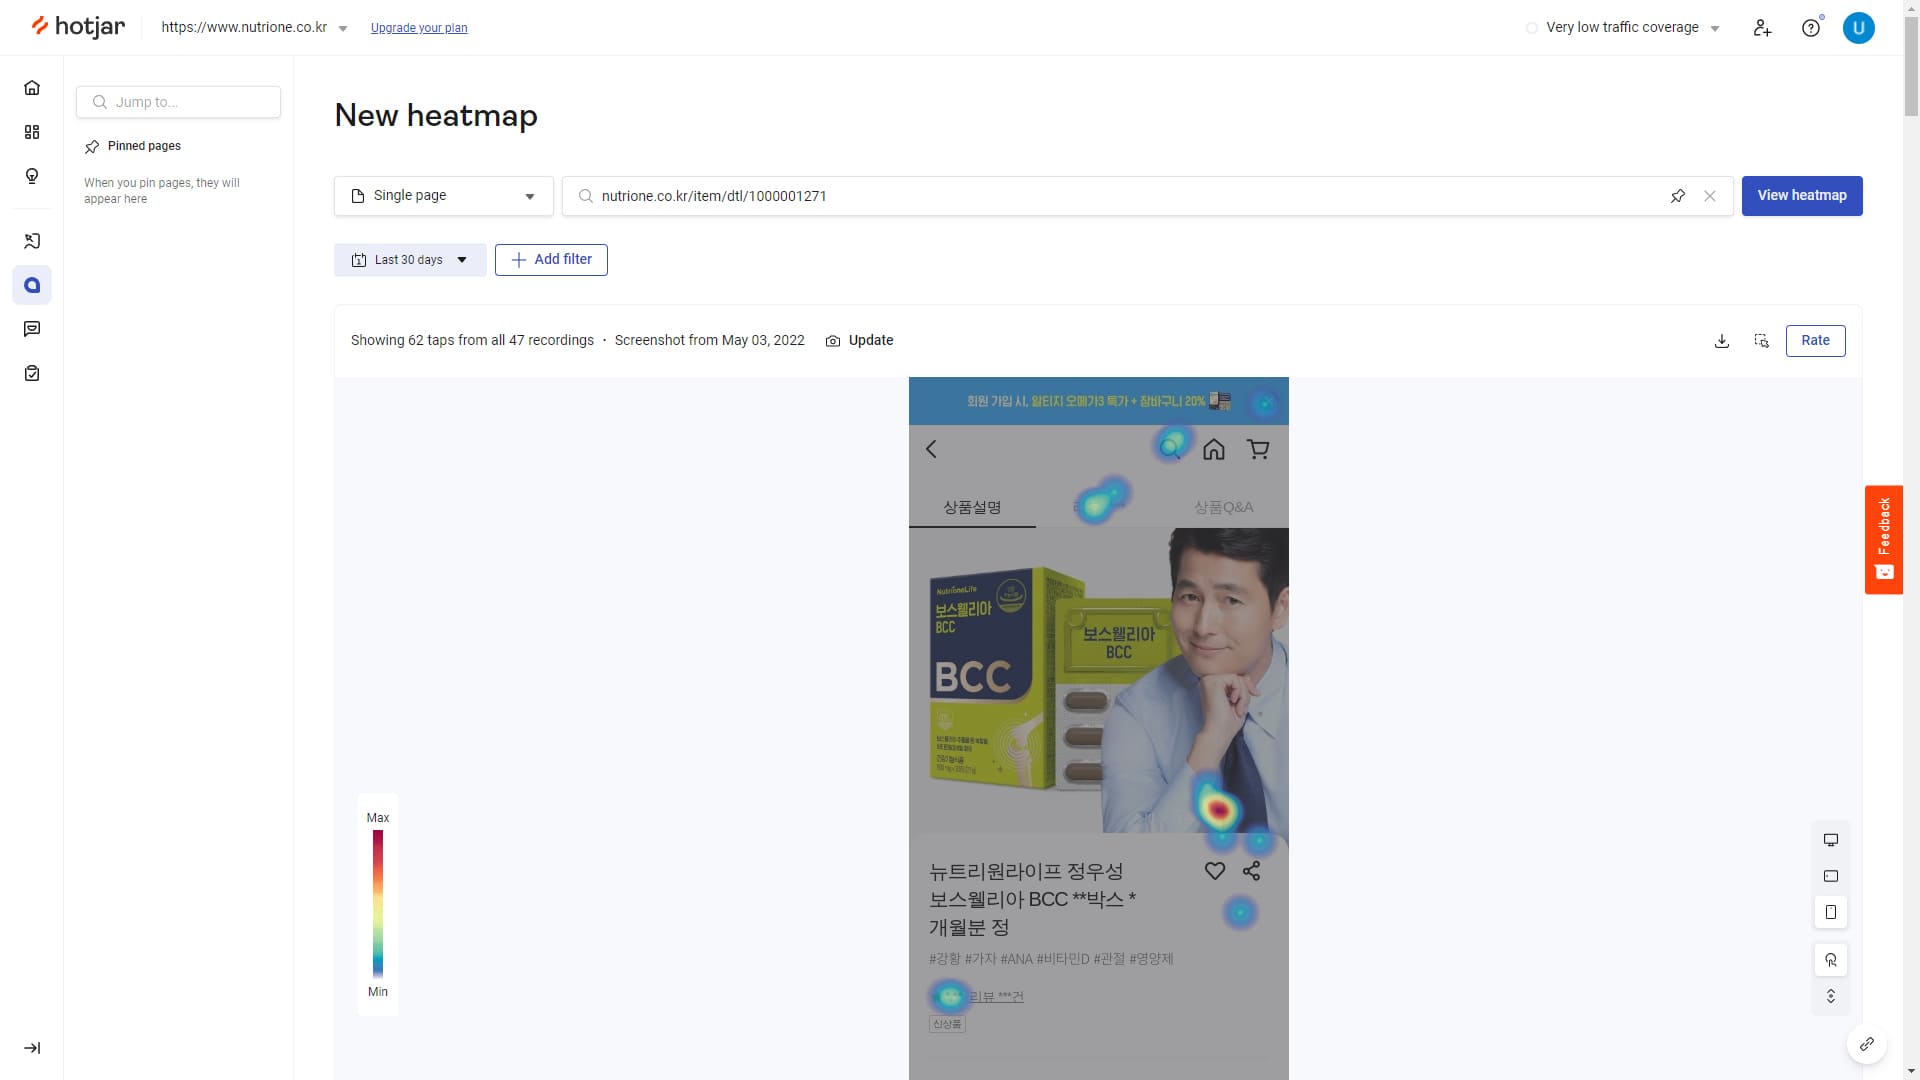 hotjar
https://www.nutrione.co.kr
Upgrade your plan
Very low traffic coverage
U
Jump to...
Pinned pages
When you pin pages, they will
appear here
New heatmap
Single page
nutrione.co.kr/item/dtl/1000001271
View heatmap
Last 30 days
Add filter
Showing 62 taps from all 47 recordings · Screenshot from May 03, 2022
Update
Rate
회원 가입 시, 알티지 오메가3 특가 + 장바구니 20%
상품설명
상품Q&A
NutrioneLife
보스웰리아
BCC
BCC
보스웰리아
BCC
뉴트리원라이프 정우성
보스웰리아 BCC **박스 *
개월분 정
#강황 #가자 #ANA #비타민D #관절 #영양제
리뷰 ***건
신상품
Max
Min
Feedback